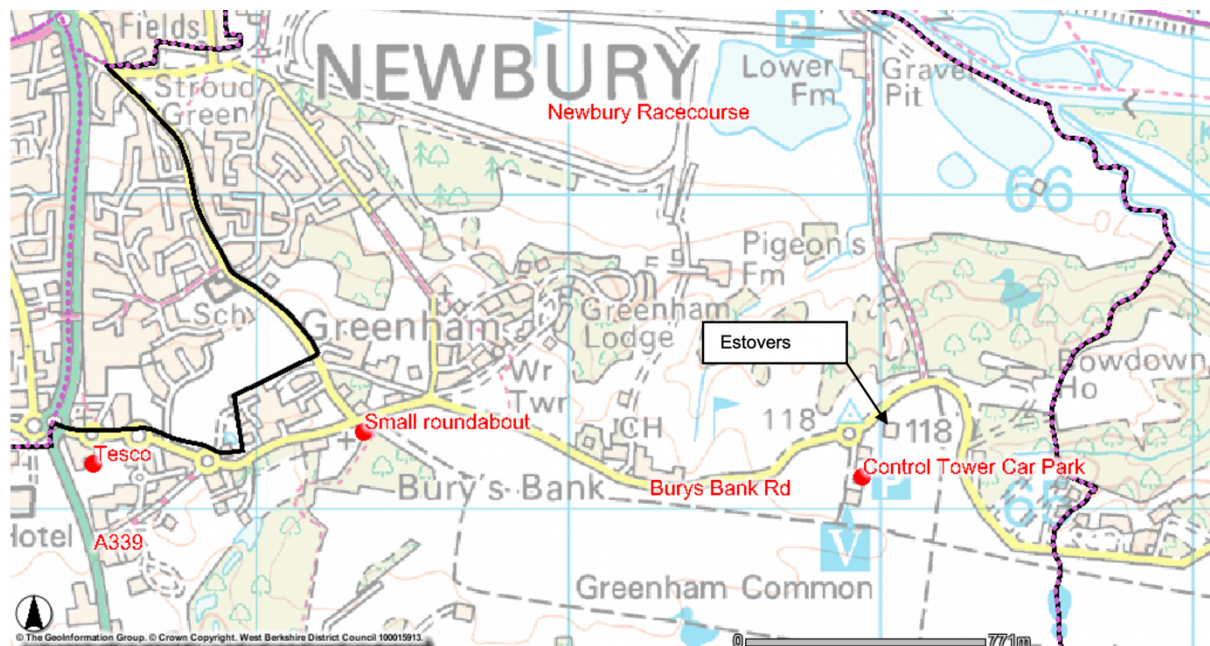 Fields
NEWBURY
P
Lower
Fm
Gravel
Pit
Stroud
Green
Newbury Racecourse
66
Pigeon's
Fm
Sch
Greenham
Greenham
Lodge
Estovers
Wr
Twr
Bowdown
Ho
118
118
Small roundabout
CH
Tesco
Control Tower Car Park
P
Bury's Bank
Burys Bank Rd
65
Hotel
A339
V
Greenham Common
© The GeoInformation Group. © Crown Copyright. West Berkshire District Council 100015913.
0
771m